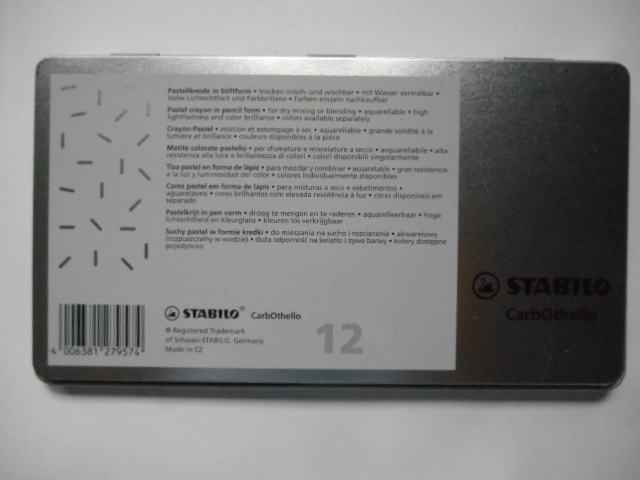 Pastellkreide in Stiftform • trocken misch- und wischbar • mit Wasser vermalbar •
hohe Lichtechtheit und Farbbrillanz • Farben einzeln nachkaufbar
Pastel crayon in pencil form • for dry mixing or blending • aquarellable • high
lightfastness and color brilliance • colors available separately
Crayon-Pastel • mixtion et estompage à sec • aquarellable • grande solidité à la
lumière et brillance • couleurs disponibles à la pièce
Matite colorate pastello • per sfumature e miscelature a secco • acquarellabile • alta
resistenza alla luce e brillantezza di colori • colori disponibili singolarmente
Tiza pastel en forma de lápiz • para mezclar y combinar • acuarelable • gran resistencia
a la luz y luminosidad del color • colores individualmente disponibles
Cores pastel em forma de lápis • para misturas a seco e esbatimentos •
aguareláveis • cores brilhantes com elevada resistência à luz • cores disponíveis em
separado
Pastelkrijt in pen vorm • droog te mengen en te raderen • aquarelleerbaar • hoge
lichtechtheid en kleurglans • kleuren los verkrijgbaar
Suchy pastel w formie kredki • do mieszania na sucho i rozcierania • akwarelowy
(rozpuszczalny w wodzie) • duża odporność na światło i żywe barwy • kolory dostępne
pojedynczo
STABILO® CarbOthello
® Registered Trademark
of Schwan-STABILO, Germany
Made in CZ
12
4 006381 279574
STABILO
CarbOthello